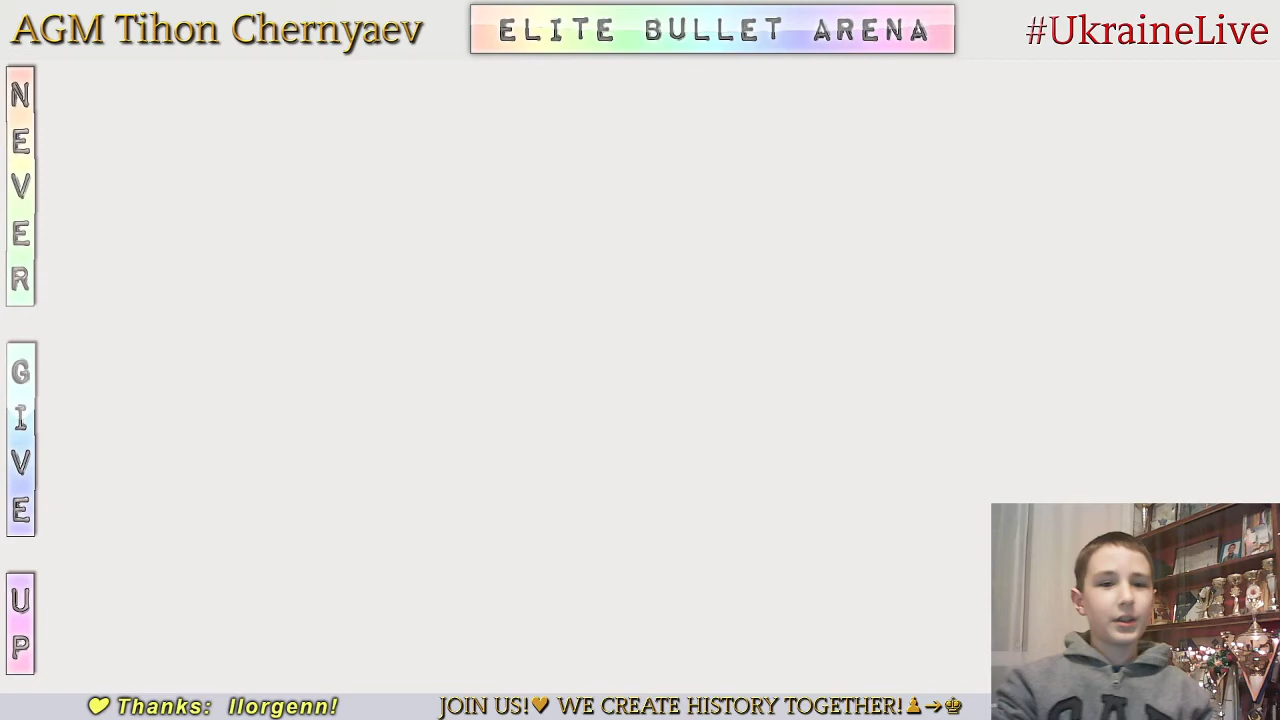 AGM Tihon Chernyaev
ELITE BULLET ARENA
#UkraineLive
NEVER
GIVE
UP
💛 Thanks: llorgenn!
JOIN US!🧡 WE CREATE HISTORY TOGETHER!♟→♚